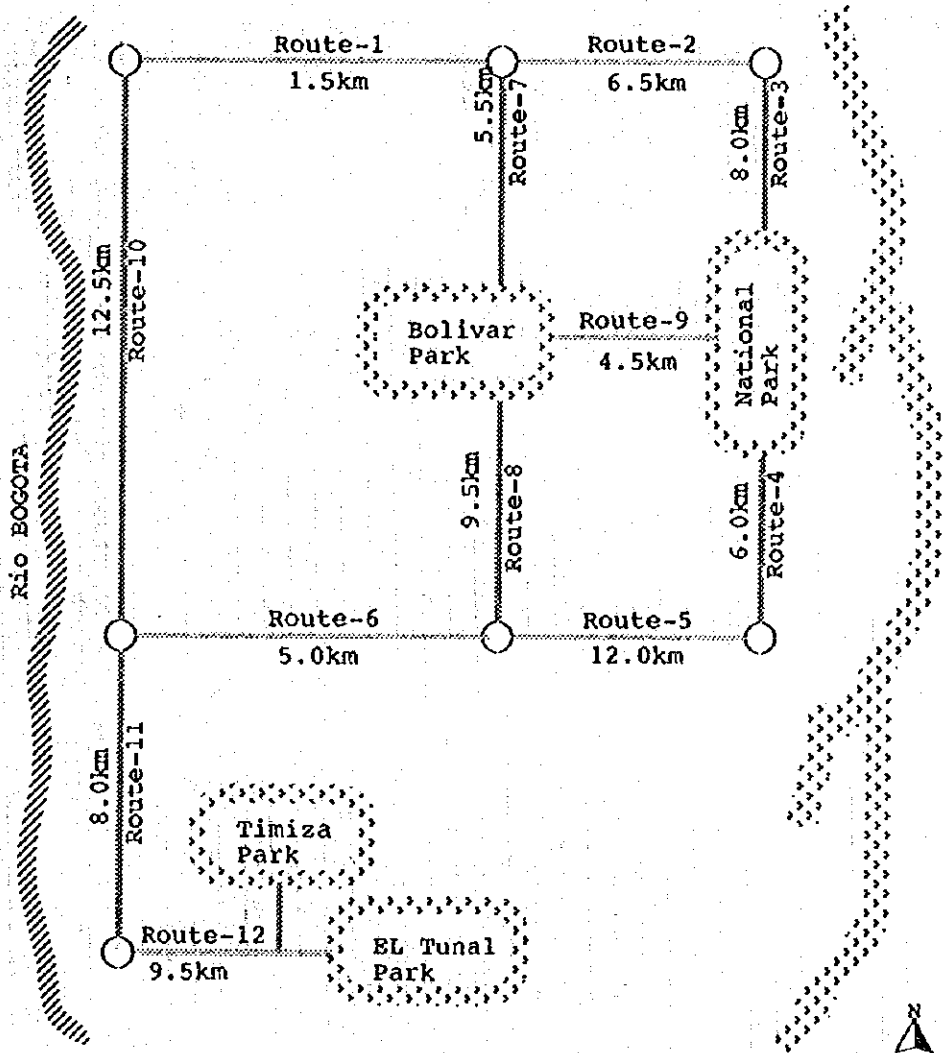 Route-1
1.5km
Route-2
6.5km
5.5km
Route-7
8.0km
Route-3
12.5km
Route-10
Bolivar
Park
Route-9
4.5km
National
Park
Rio BOGOTA
9.5km
Route-8
6.0km
Route-4
Route-6
5.0km
Route-5
12.0km
8.0km
Route-11
Timiza
Park
Route-12
9.5km
EL Tunal
Park
N